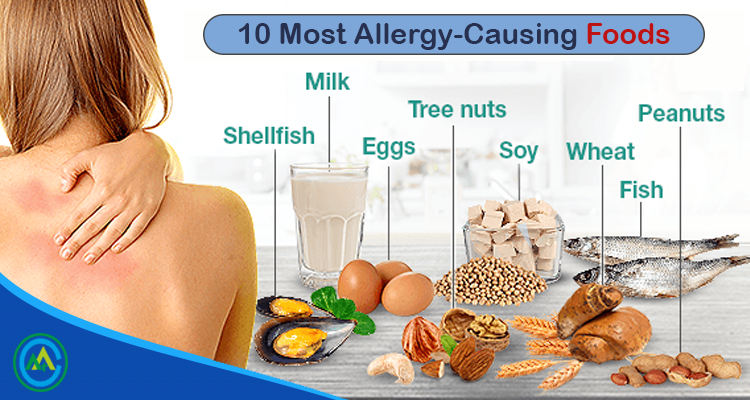 10 Most Allergy-Causing Foods
Milk
Tree nuts
Peanuts
Shellfish
Eggs
Soy
Wheat
Fish